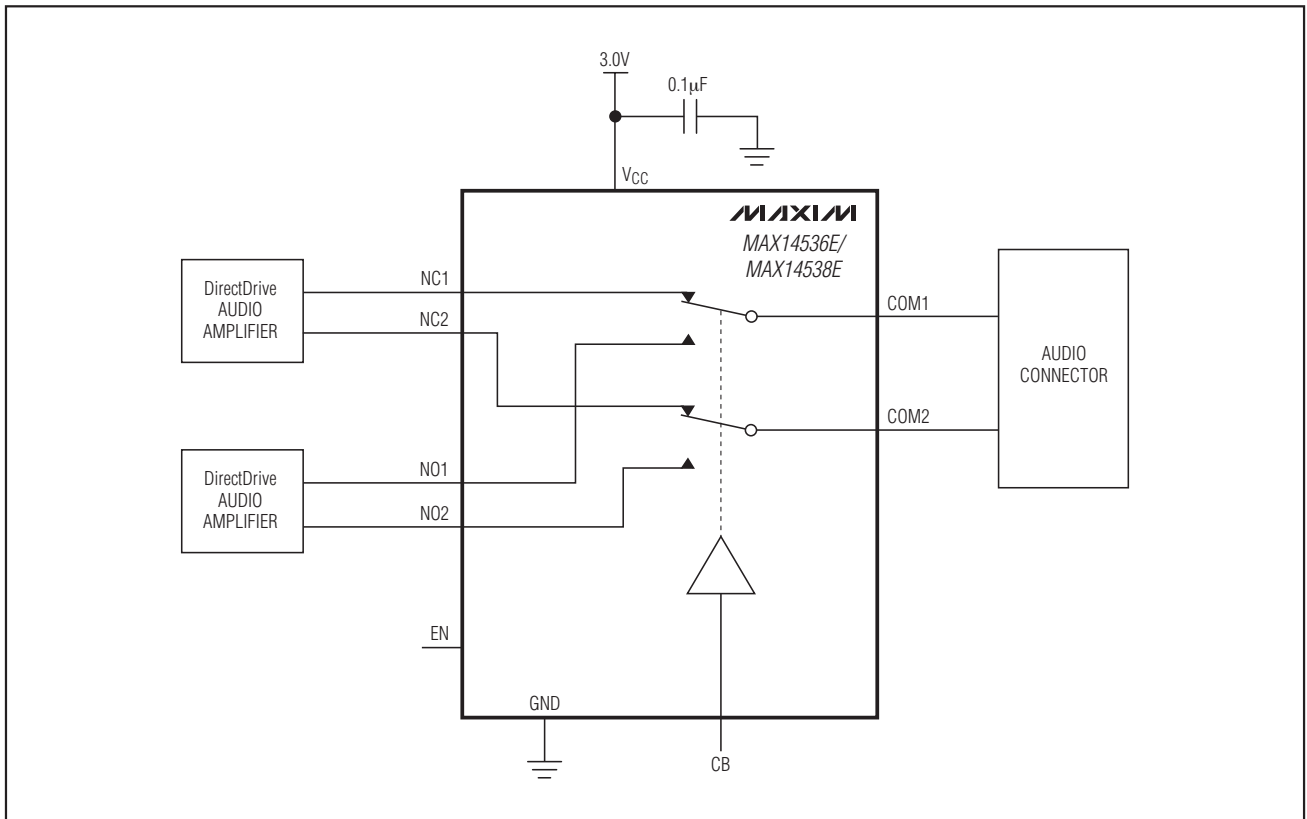 3.0V
0.1µF
VCC
MAXIM
MAX14536E/
MAX14538E
DirectDrive
AUDIO
AMPLIFIER
NC1
NC2
COM1
COM2
AUDIO
CONNECTOR
DirectDrive
AUDIO
AMPLIFIER
NO1
NO2
EN
GND
CB